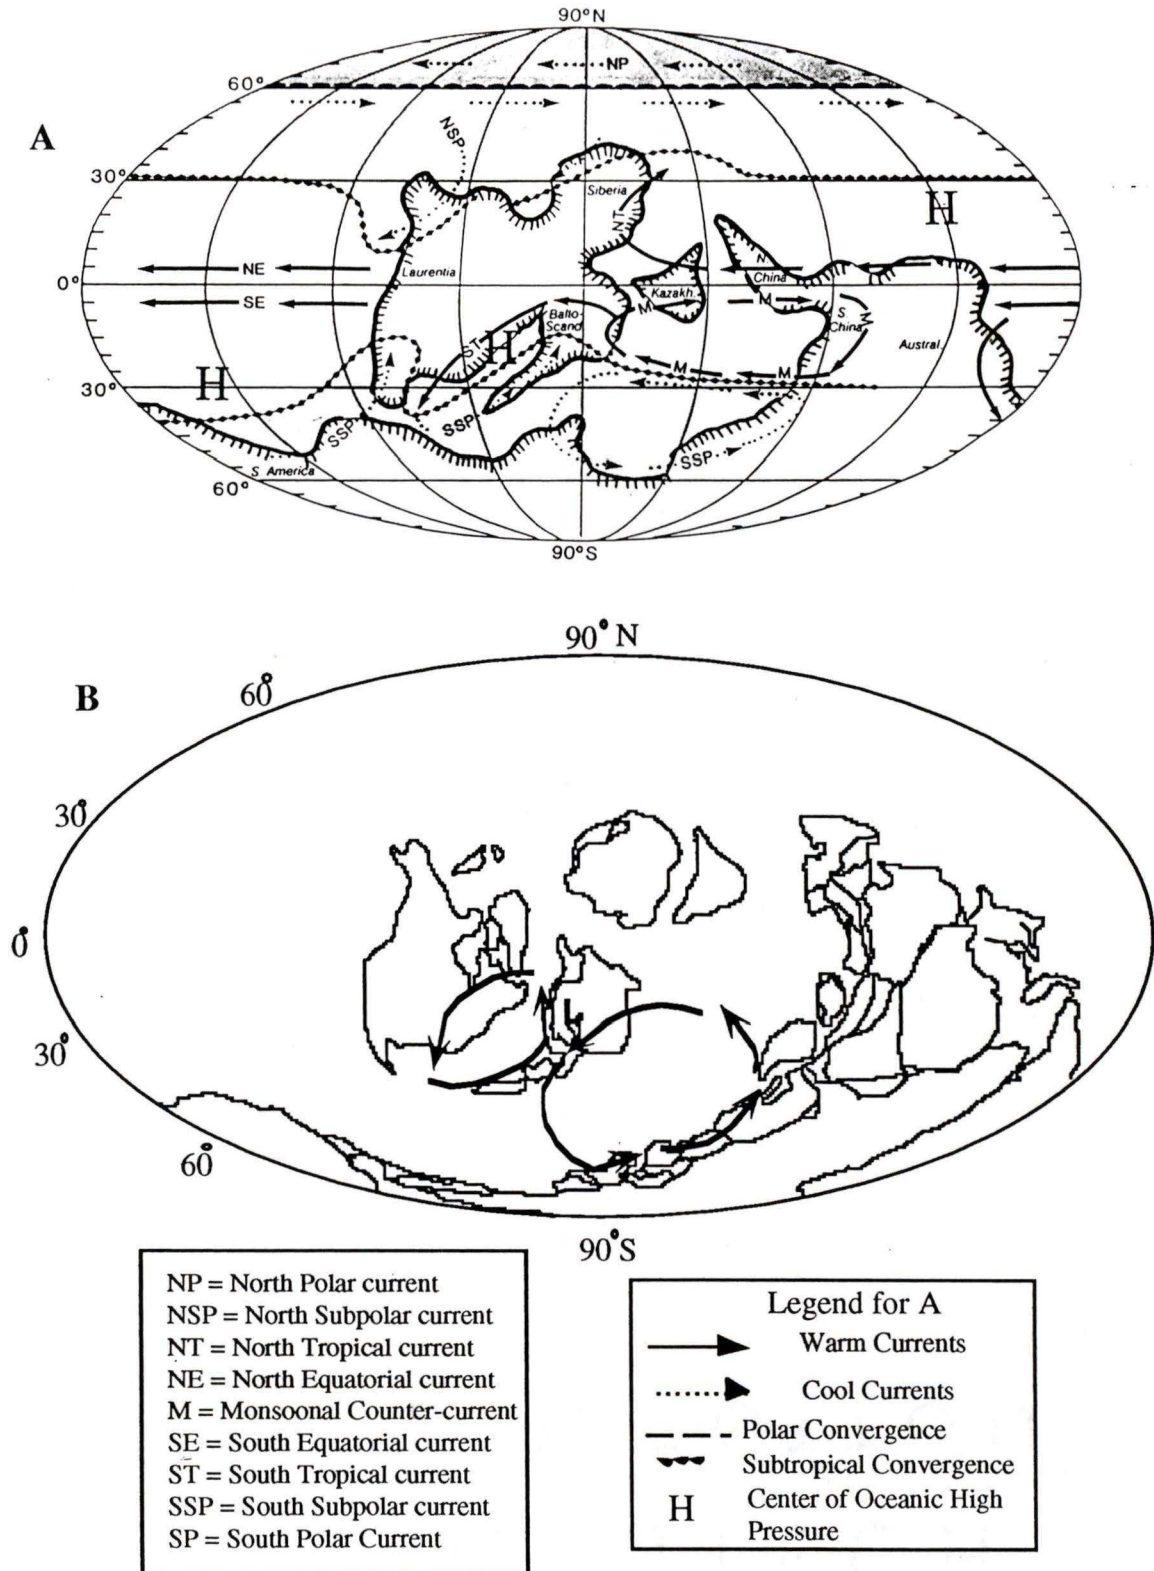 90°N
NP
60°
A
NSP
30°
Siberia
H
NT
NE
Laurentia
N.
China
0°
Kazakh.
SE
M
M
Balto
Scand
S.
China
M
Austral.
ST
H
H
M
M
30°
SSP
SSP
SSP
S. America
60°
90°S
90° N
B
60°
30°
0°
L
30°
60°
90°S
NP = North Polar current
NSP = North Subpolar current
NT = North Tropical current
NE = North Equatorial current
M = Monsoonal Counter-current
SE = South Equatorial current
ST = South Tropical current
SSP = South Subpolar current
SP = South Polar Current
Legend for A
Warm Currents
Cool Currents
Polar Convergence
Subtropical Convergence
H Center of Oceanic High
Pressure